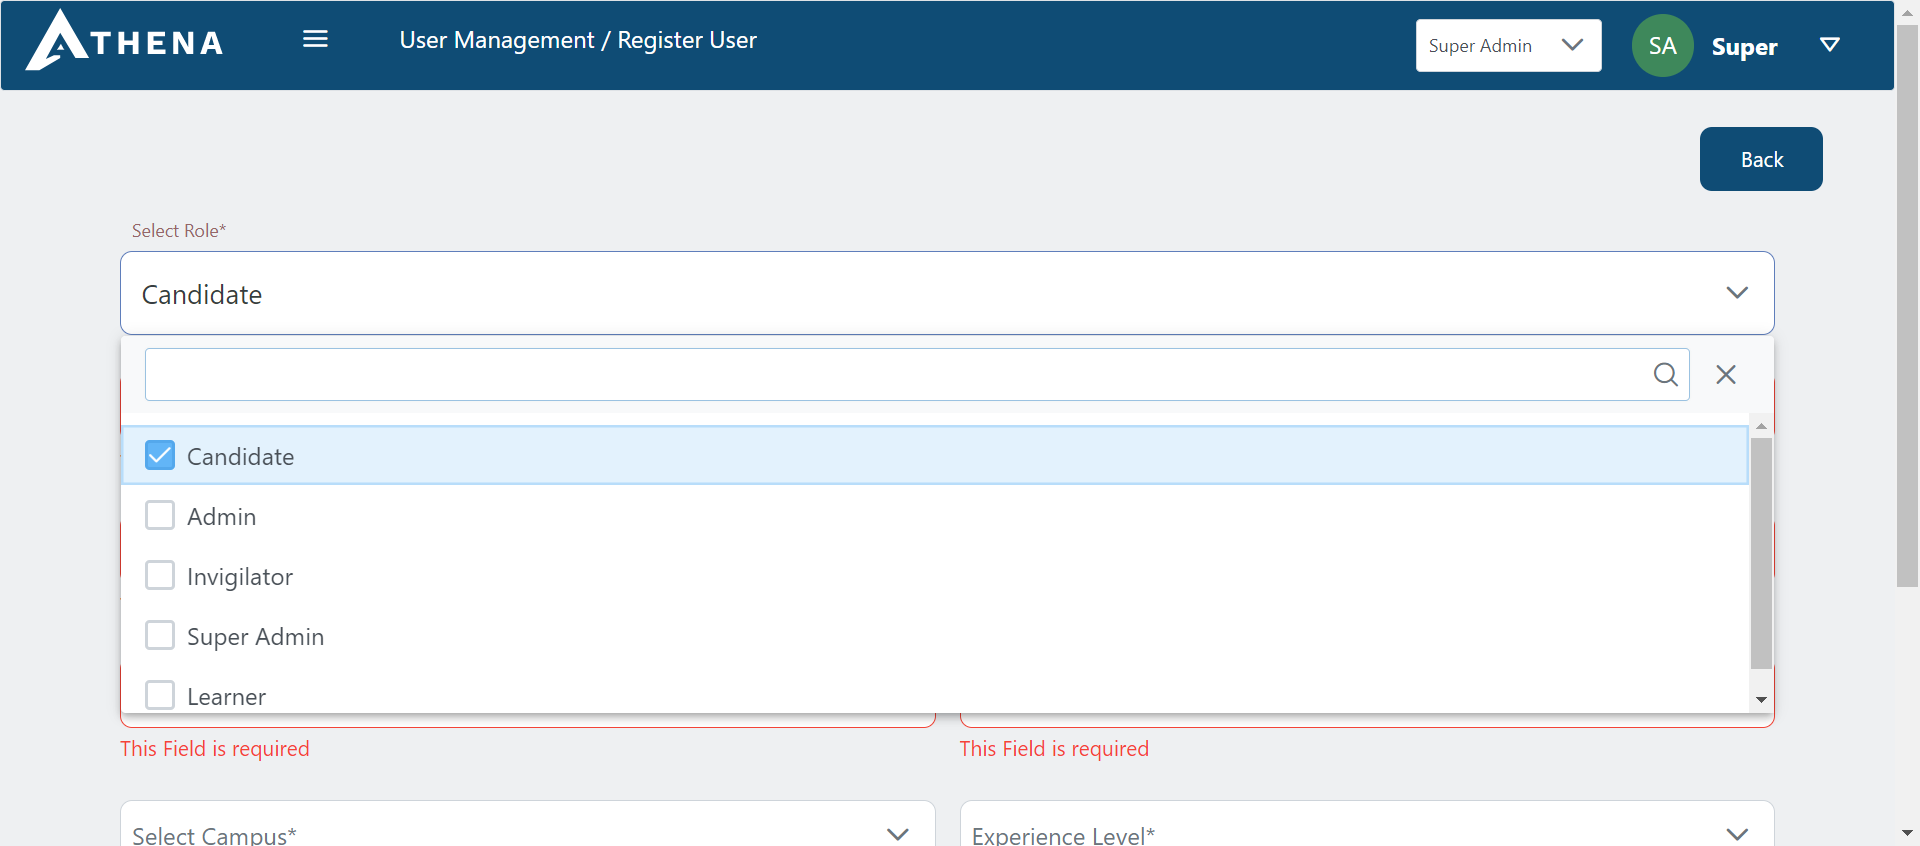 ATHENA
User Management / Register User
Super Admin
SA
Super
Back
Select Role*
Candidate
Candidate
Admin
Invigilator
Super Admin
Learner
This Field is required
This Field is required
Select Campus*
Experience Level*